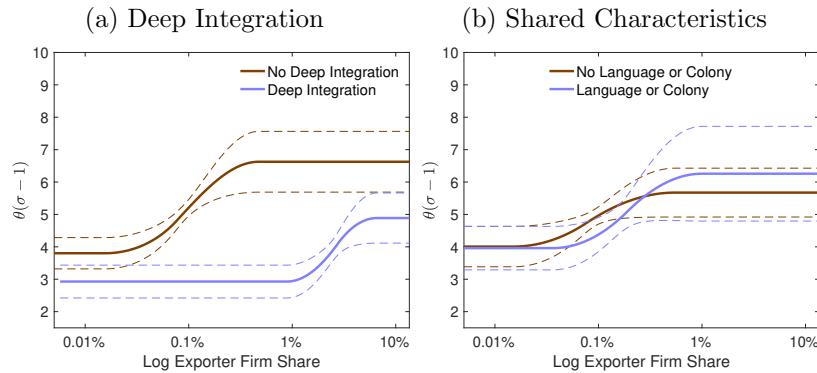 (a) Deep Integration
10
9
8
7
6
5
4
3
2
θ(σ − 1)
No Deep Integration
Deep Integration
0.01% 0.1% 1% 10%
Log Exporter Firm Share
(b) Shared Characteristics
10
9
8
7
6
5
4
3
2
θ(σ − 1)
No Language or Colony
Language or Colony
0.01% 0.1% 1% 10%
Log Exporter Firm Share